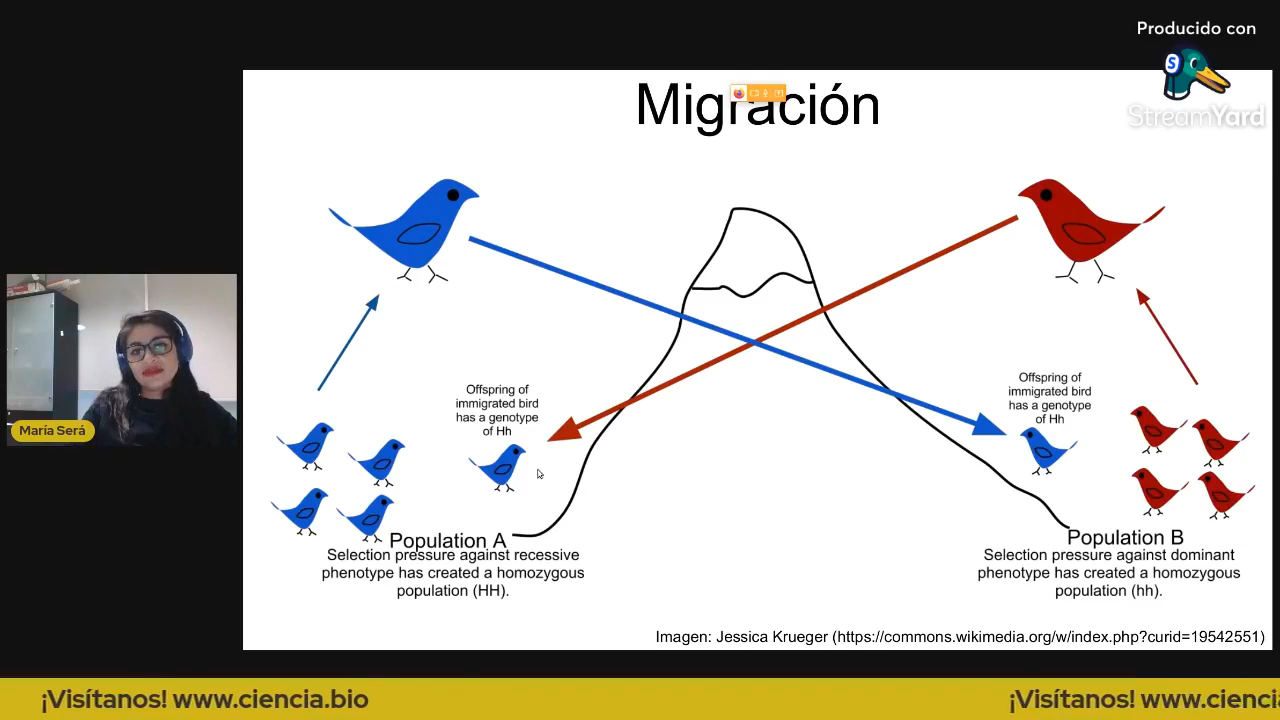 Producido con
S
StreamYard
Migración
Offspring of
immigrated bird
has a genotype
of Hh
Offspring of
immigrated bird
has a genotype
of Hh
María Será
Population A
Selection pressure against recessive
phenotype has created a homozygous
population (HH).
Population B
Selection pressure against dominant
phenotype has created a homozygous
population (hh).
Imagen: Jessica Krueger (https://commons.wikimedia.org/w/index.php?curid=19542551)
¡Visítanos! www.ciencia.bio
¡Visítanos! www.cienci